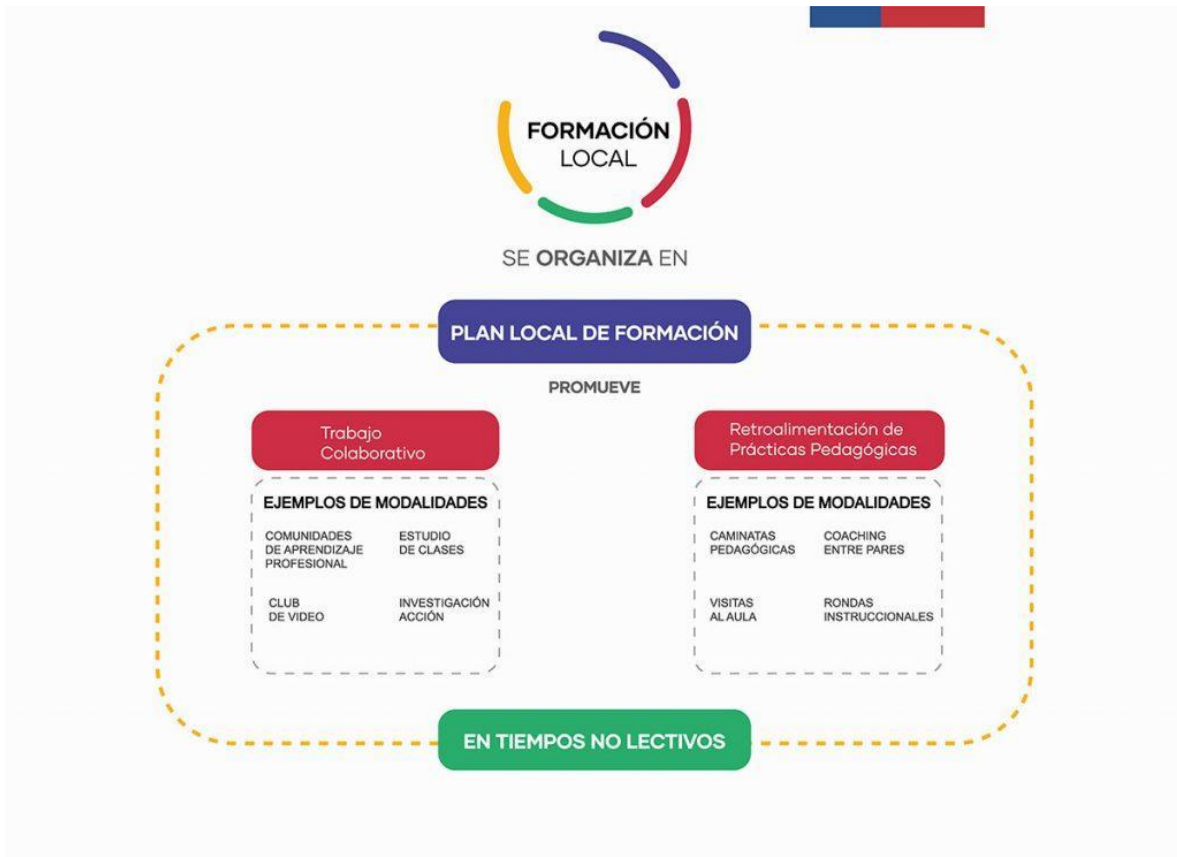 FORMACIÓN
LOCAL
SE ORGANIZA EN
PLAN LOCAL DE FORMACIÓN
PROMUEVE
Trabajo
Colaborativo
EJEMPLOS DE MODALIDADES
COMUNIDADES
DE APRENDIZAJE
PROFESIONAL
ESTUDIO
DE CLASES
CLUB
DE VIDEO
INVESTIGACIÓN
ACCIÓN
Retroalimentación de
Prácticas Pedagógicas
EJEMPLOS DE MODALIDADES
CAMINATAS
PEDAGÓGICAS
COACHING
ENTRE PARES
VISITAS
AL AULA
RONDAS
INSTRUCCIONALES
EN TIEMPOS NO LECTIVOS